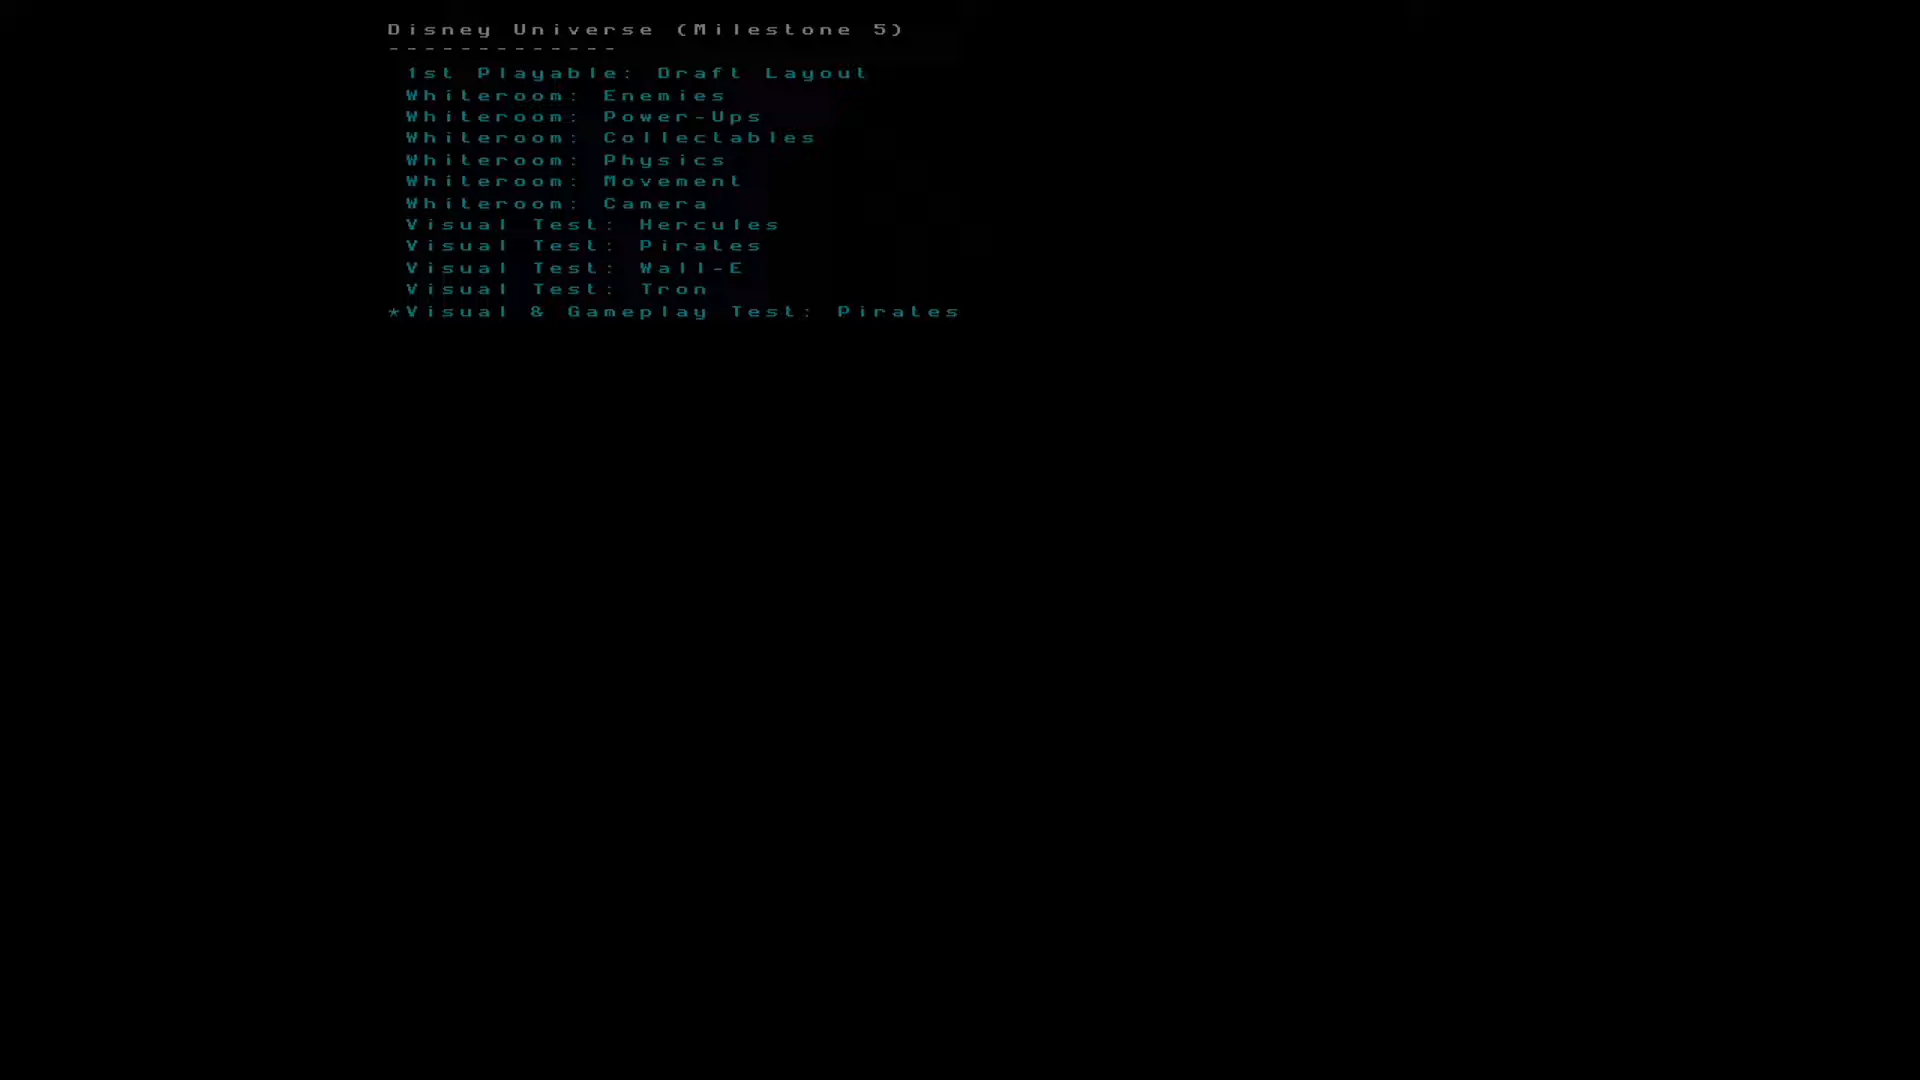 Disney Universe (Milestone 5)
-------------
1st Playable: Draft Layout
Whiteroom: Enemies
Whiteroom: Power-Ups
Whiteroom: Collectables
Whiteroom: Physics
Whiteroom: Movement
Whiteroom: Camera
Visual Test: Hercules
Visual Test: Pirates
Visual Test: Wall-E
Visual Test: Tron
*Visual & Gameplay Test: Pirates